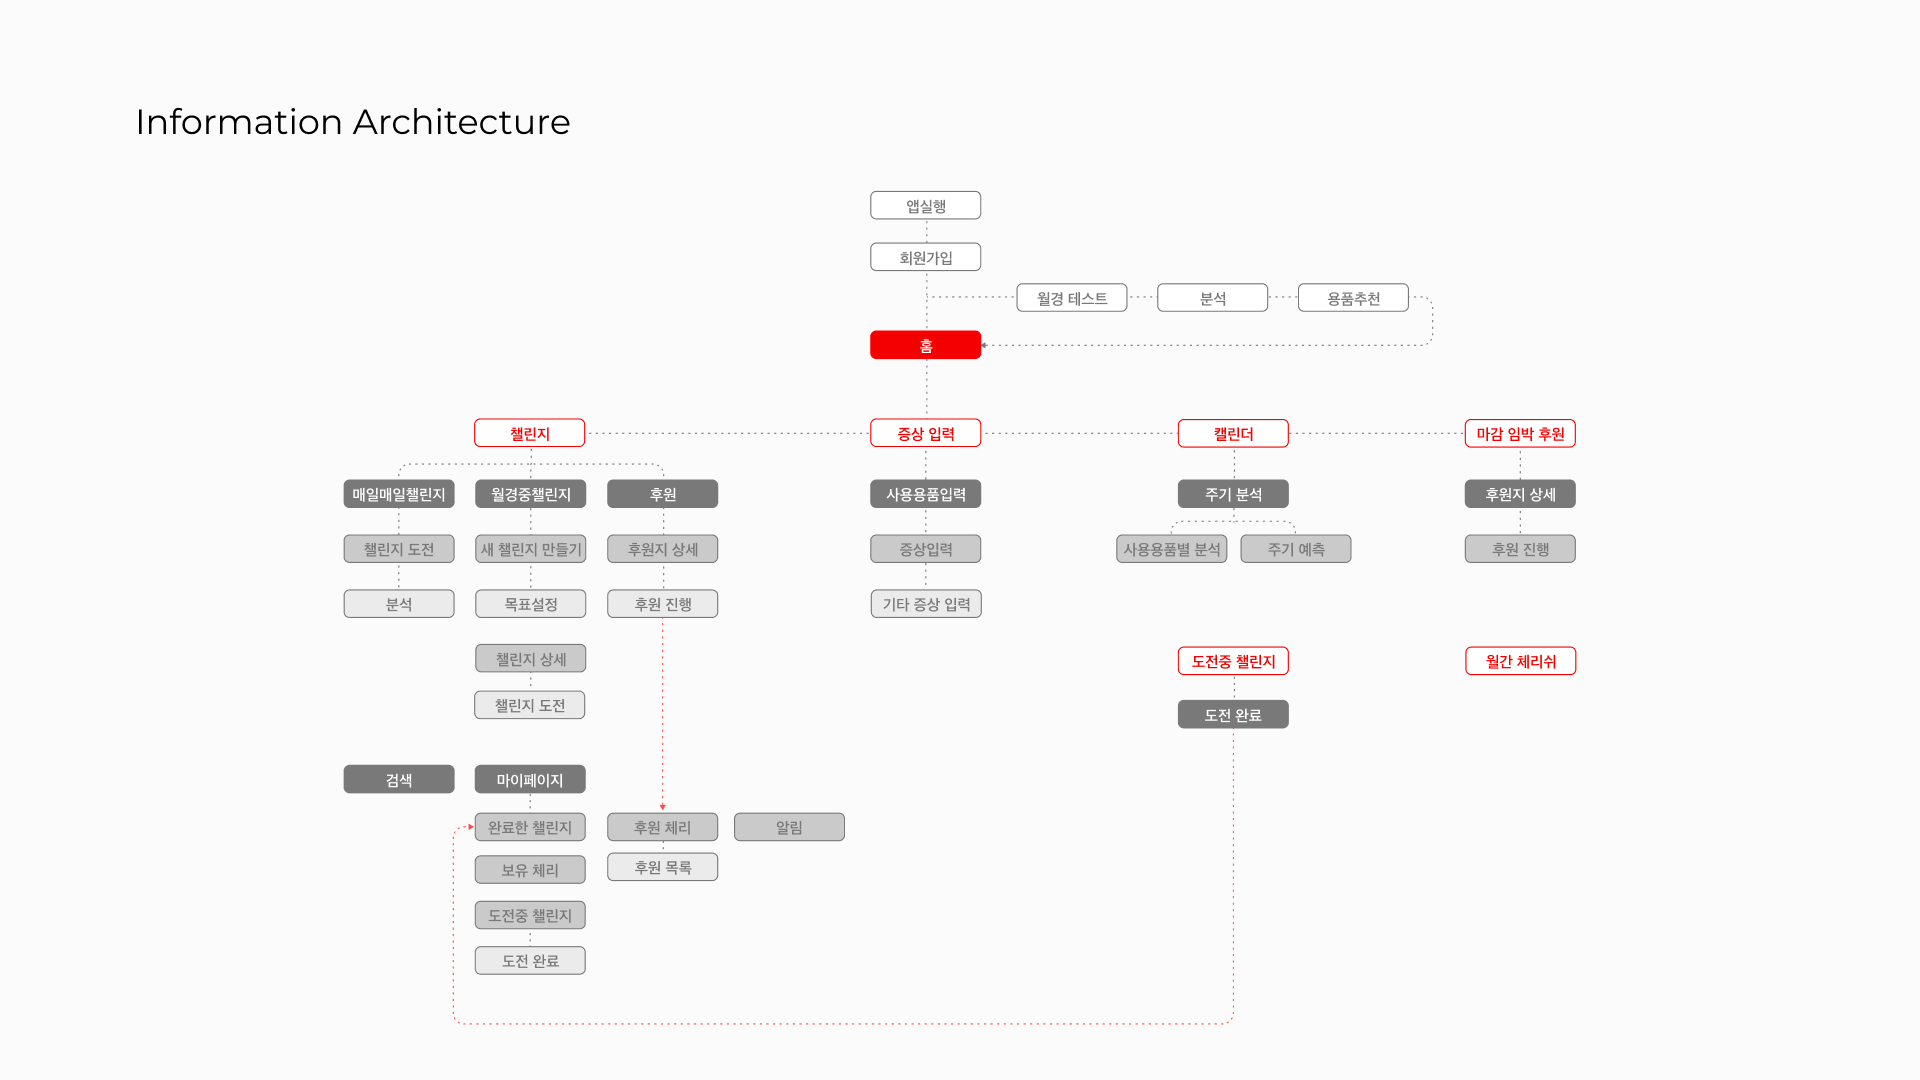 Information Architecture
앱실행
회원가입
월경 테스트
분석
용품추천
홈
챌린지
증상 입력
캘린더
마감 임박 후원
매일매일챌린지
월경중챌린지
후원
사용용품입력
주기 분석
후원지 상세
챌린지 도전
새 챌린지 만들기
후원지 상세
증상입력
사용용품별 분석
주기 예측
후원 진행
분석
목표설정
후원 진행
기타 증상 입력
챌린지 상세
도전중 챌린지
월간 체리쉬
챌린지 도전
도전 완료
검색
마이페이지
완료한 챌린지
후원 체리
알림
보유 체리
후원 목록
도전중 챌린지
도전 완료